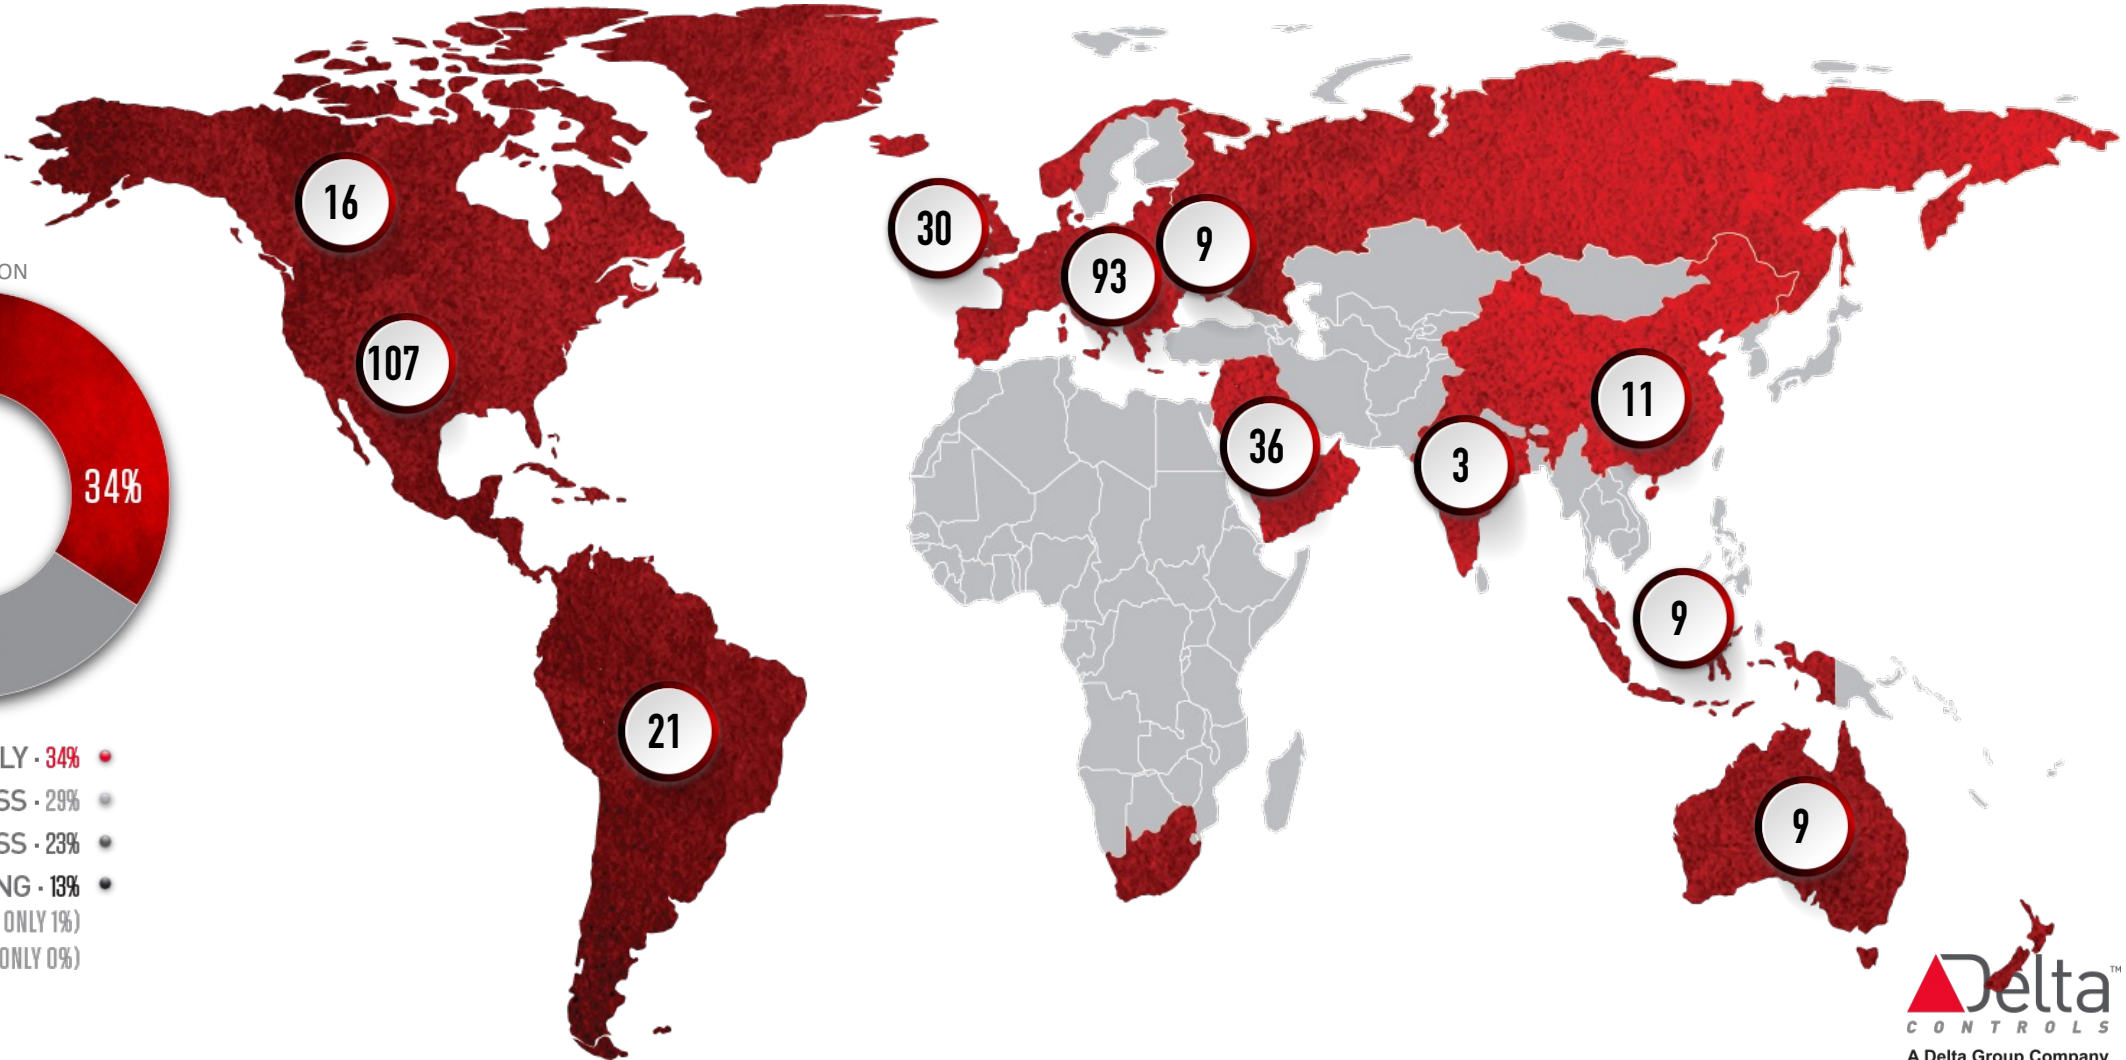 16
30
9
93
ON
107
11
36
3
34%
9
21
LY · 34%
SS · 29%
SS · 23%
NG · 13%
ONLY 1%)
ONLY 0%)
9
Delta™
CONTROLS
A Delta Group Company